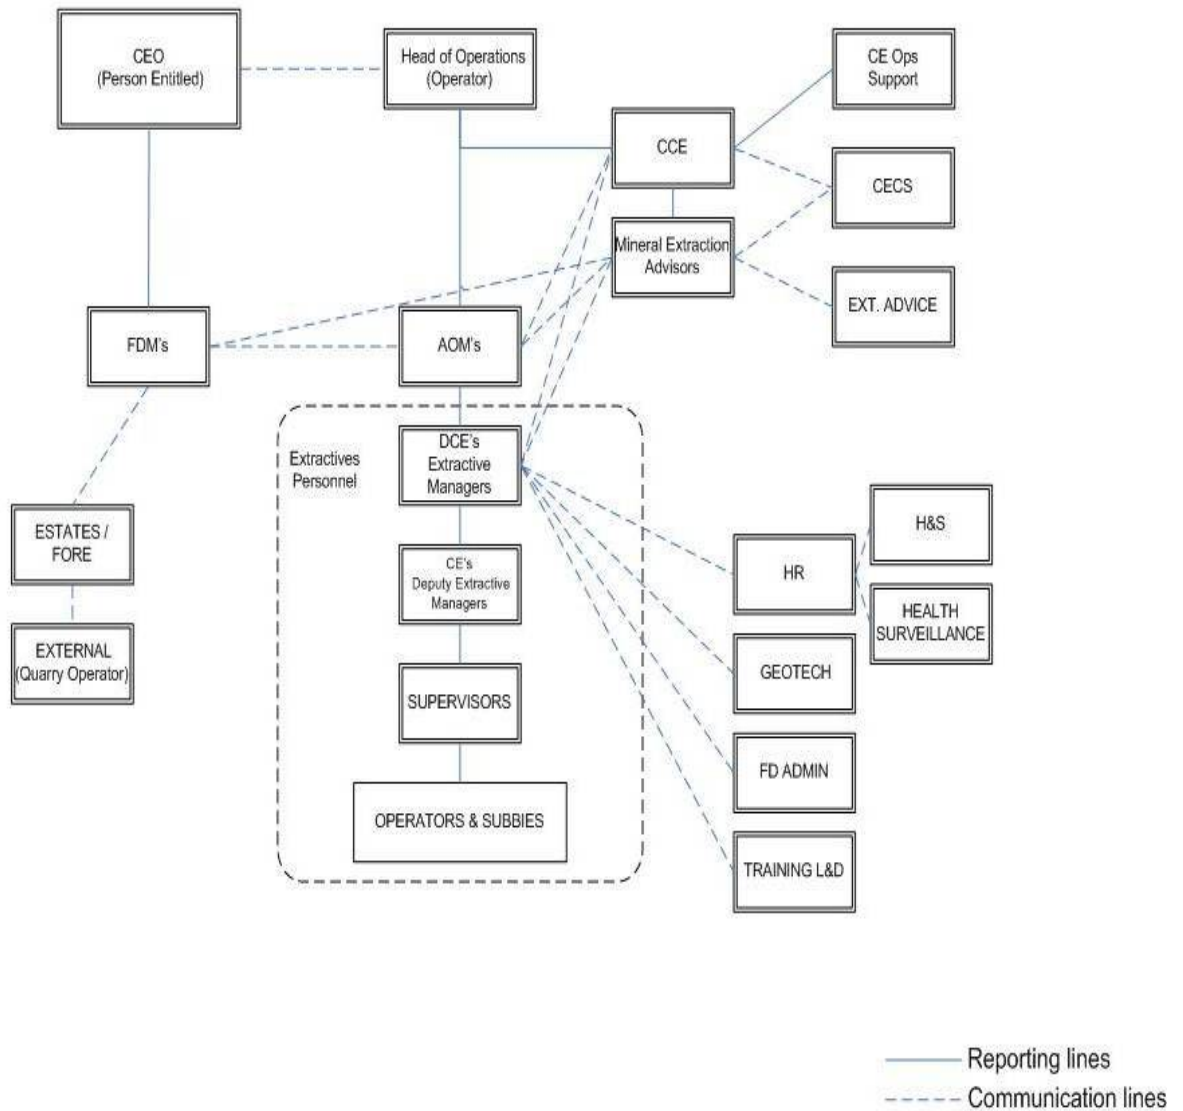 CEO
(Person Entitled)
Head of Operations
(Operator)
CE Ops
Support
CCE
CECS
Mineral Extraction
Advisors
EXT. ADVICE
FDM's
AOM's
Extractives
Personnel
DCE's
Extractive
Managers
CE's
Deputy Extractive
Managers
SUPERVISORS
OPERATORS & SUBBIES
ESTATES /
FORE
EXTERNAL
(Quarry Operator)
HR
H&S
HEALTH
SURVEILLANCE
GEOTECH
FD ADMIN
TRAINING L&D
Reporting lines
Communication lines